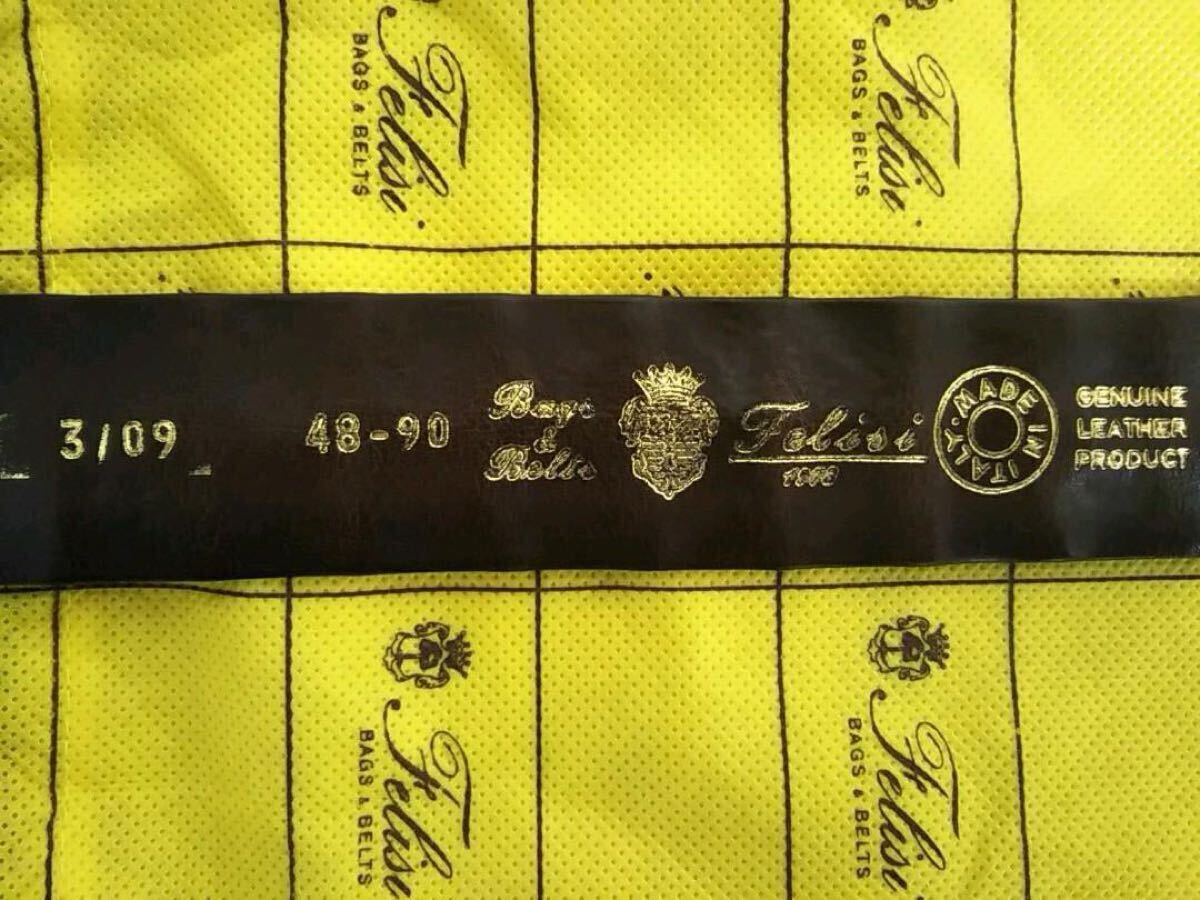 Felisi
BAGS & BELTS
Felisi
BAGS & BELTS
3/09
48-90
Bags
&
Belts
Felisi
1973
MADE IN ITALY
GENUINE
LEATHER
PRODUCT
Felisi
BAGS & BELTS
Felisi
BAGS & BELTS